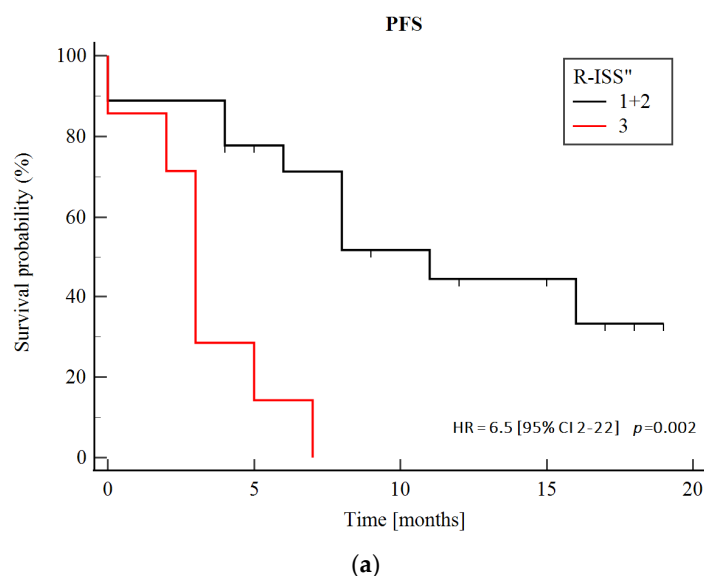 PFS
100
80
60
40
20
0
Survival probability (%)
R-ISS"
1+2
3
HR = 6.5 [95% CI 2-22] p=0.002
0 5 10 15 20
Time [months]
(a)